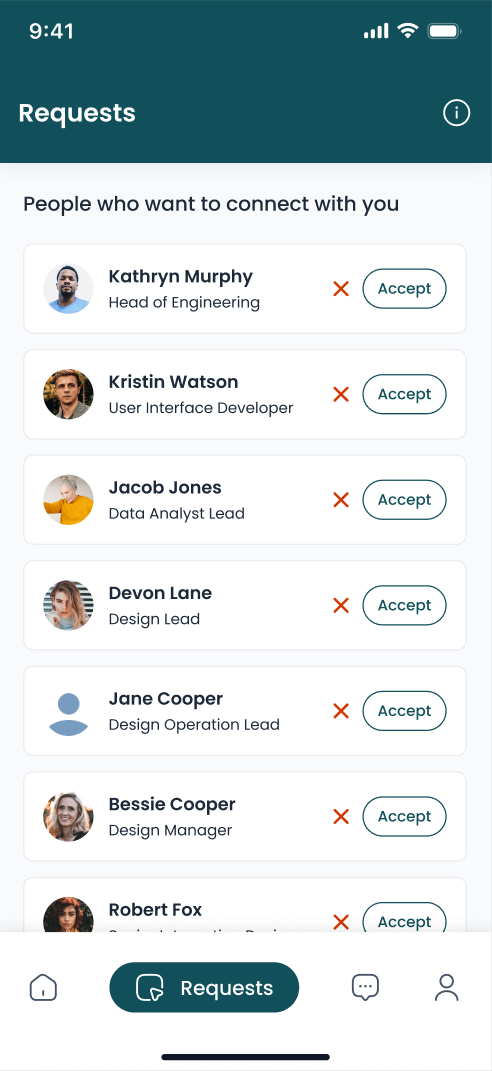 9:41
Requests
People who want to connect with you
Kathryn Murphy
Head of Engineering
Accept
Kristin Watson
User Interface Developer
Accept
Jacob Jones
Data Analyst Lead
Accept
Devon Lane
Design Lead
Accept
Jane Cooper
Design Operation Lead
Accept
Bessie Cooper
Design Manager
Accept
Robert Fox
Accept
Requests